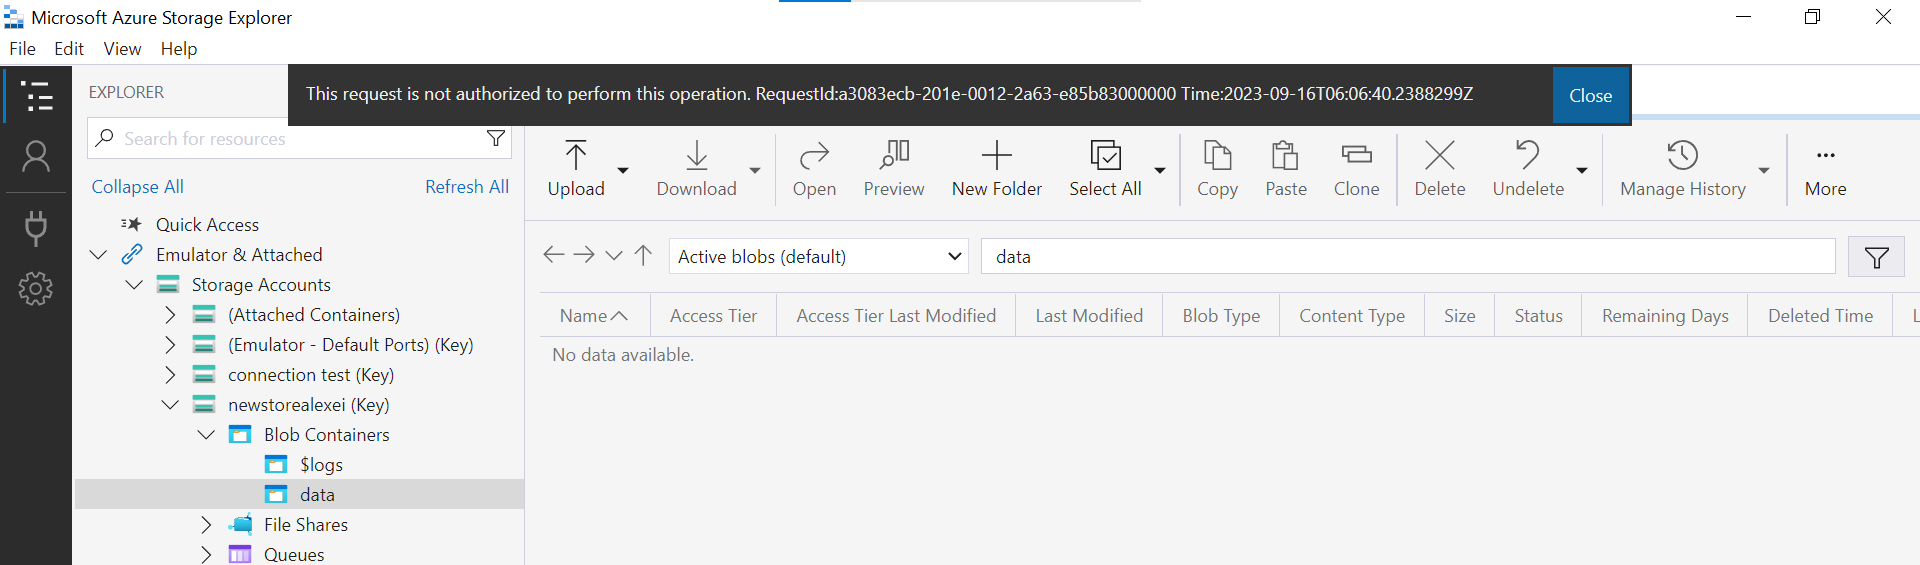 Microsoft Azure Storage Explorer
File Edit View Help
EXPLORER
This request is not authorized to perform this operation. RequestId:a3083ecb-201e-0012-2a63-e85b83000000 Time:2023-09-16T06:06:40.2388299Z
Close
Search for resources
Collapse All Refresh All
Quick Access
Emulator & Attached
Storage Accounts
(Attached Containers)
(Emulator - Default Ports) (Key)
connection test (Key)
newstorealexei (Key)
Blob Containers
$logs
data
File Shares
Queues
Upload Download Open Preview New Folder Select All Copy Paste Clone Delete Undelete Manage History More
Active blobs (default) data
Name Access Tier Access Tier Last Modified Last Modified Blob Type Content Type Size Status Remaining Days Deleted Time
No data available.